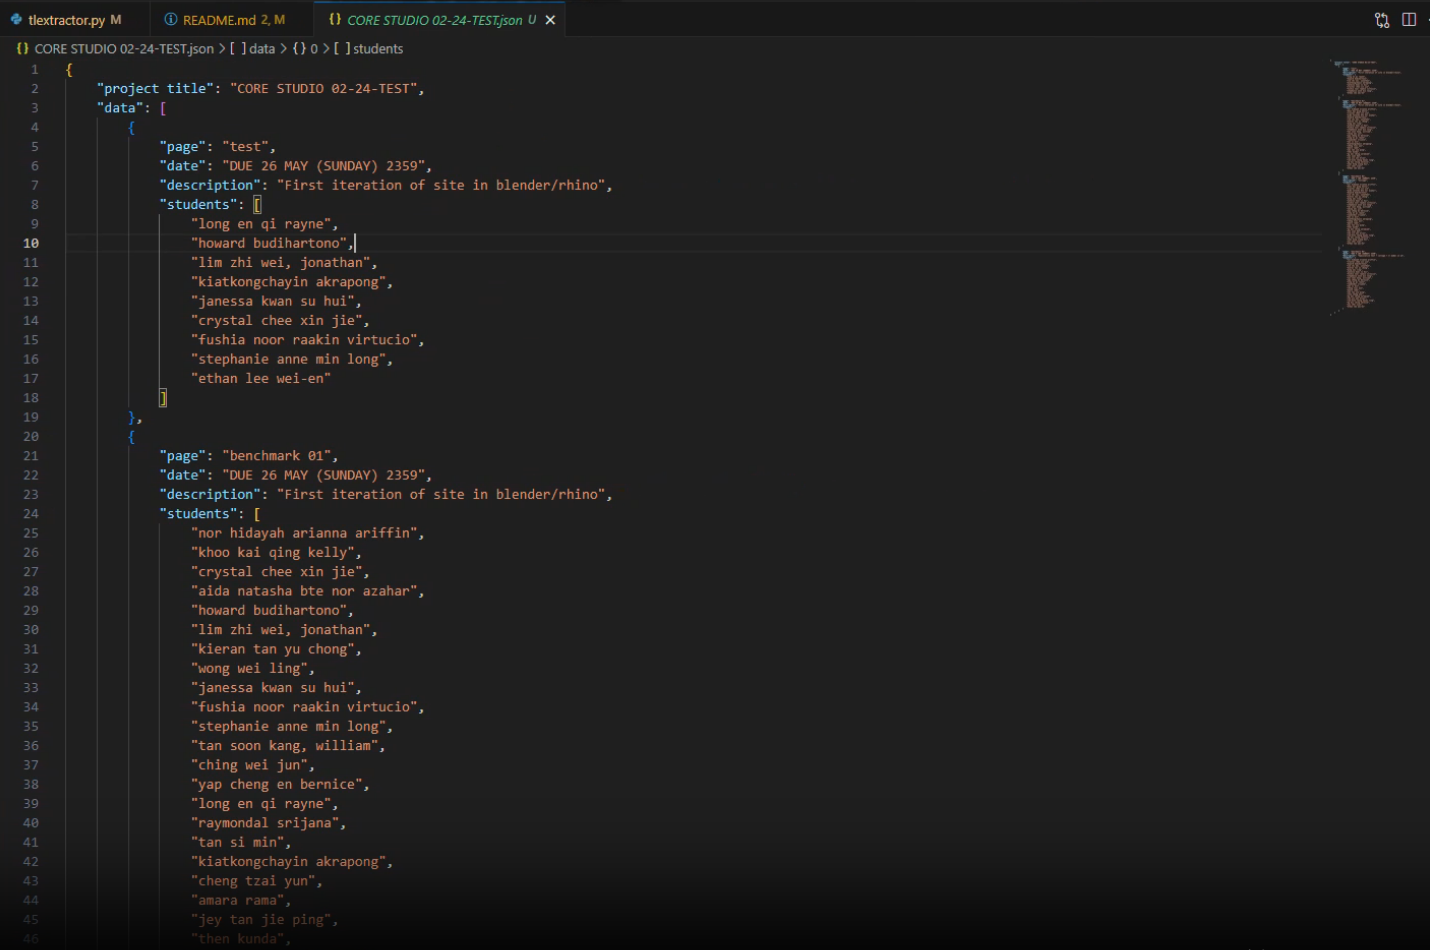 tlextractor.py M README.md 2, M {} CORE STUDIO 02-24-TEST.json U ×
{} CORE STUDIO 02-24-TEST.json > [ ] data > {} 0 > [ ] students
1 {
2 "project title": "CORE STUDIO 02-24-TEST",
3 "data": [
4 {
5 "page": "test",
6 "date": "DUE 26 MAY (SUNDAY) 2359",
7 "description": "First iteration of site in blender/rhino",
8 "students": [
9 "long en qi rayne",
10 "howard budihartono",
11 "lim zhi wei, jonathan",
12 "kiatkongchayin akrapong",
13 "janessa kwan su hui",
14 "crystal chee xin jie",
15 "fushia noor raakin virtucio",
16 "stephanie anne min long",
17 "ethan lee wei-en"
18 ]
19 },
20 {
21 "page": "benchmark 01",
22 "date": "DUE 26 MAY (SUNDAY) 2359",
23 "description": "First iteration of site in blender/rhino",
24 "students": [
25 "nor hidayah arianna ariffin",
26 "khoo kai qing kelly",
27 "crystal chee xin jie",
28 "aida natasha bte nor azahar",
29 "howard budihartono",
30 "lim zhi wei, jonathan",
31 "kieran tan yu chong",
32 "wong wei ling",
33 "janessa kwan su hui",
34 "fushia noor raakin virtucio",
35 "stephanie anne min long",
36 "tan soon kang, william",
37 "ching wei jun",
38 "yap cheng en bernice",
39 "long en qi rayne",
40 "raymondal srijana",
41 "tan si min",
42 "kiatkongchayin akrapong",
43 "cheng tzai yun",
44 "amara rama",
45 "jey tan jie ping",
46 "then kunda",